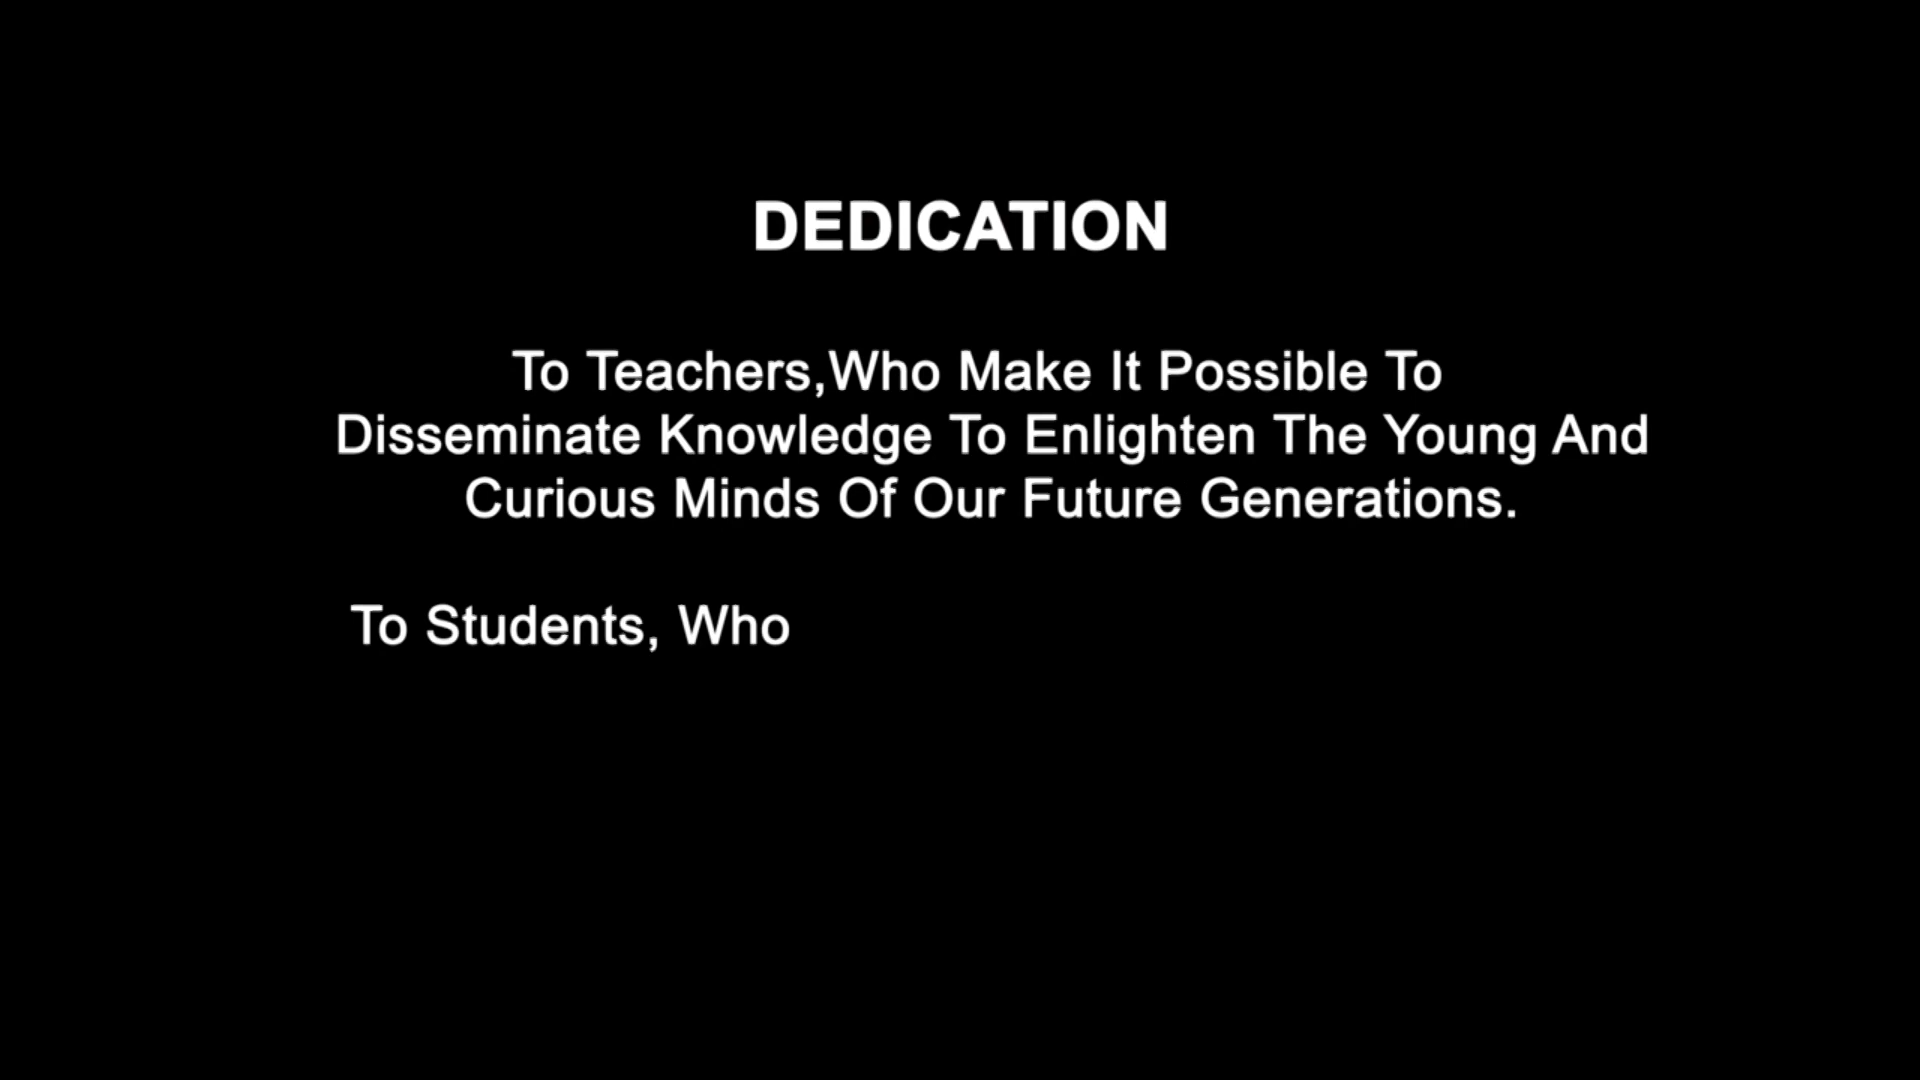 DEDICATION
To Teachers,Who Make It Possible To
Disseminate Knowledge To Enlighten The Young And
Curious Minds Of Our Future Generations.
To Students, Who